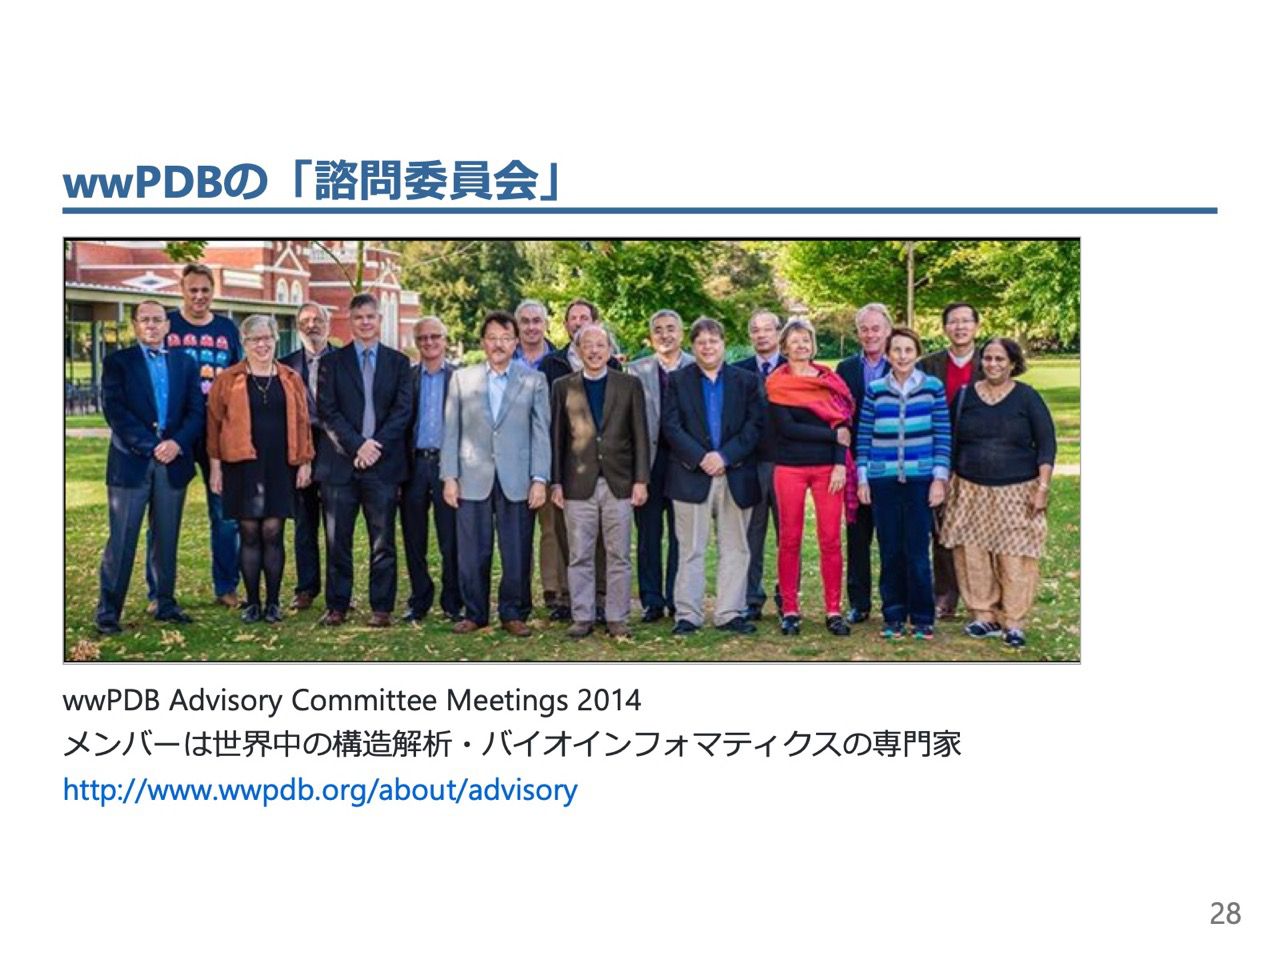 wwPDBの「諮問委員会」
wwPDB Advisory Committee Meetings 2014
メンバーは世界中の構造解析・バイオインフォマティクスの専門家
http://www.wwpdb.org/about/advisory
28